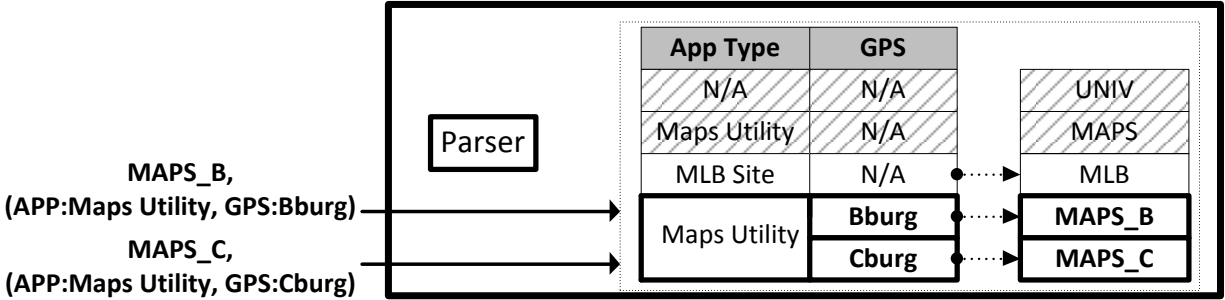 App Type GPS
N/A N/A UNIV
Maps Utility N/A MAPS
Parser
MLB Site N/A MLB
MAPS_B,
(APP:Maps Utility, GPS:Bburg)
Maps Utility Bburg MAPS_B
MAPS_C,
Cburg MAPS_C
(APP:Maps Utility, GPS:Cburg)